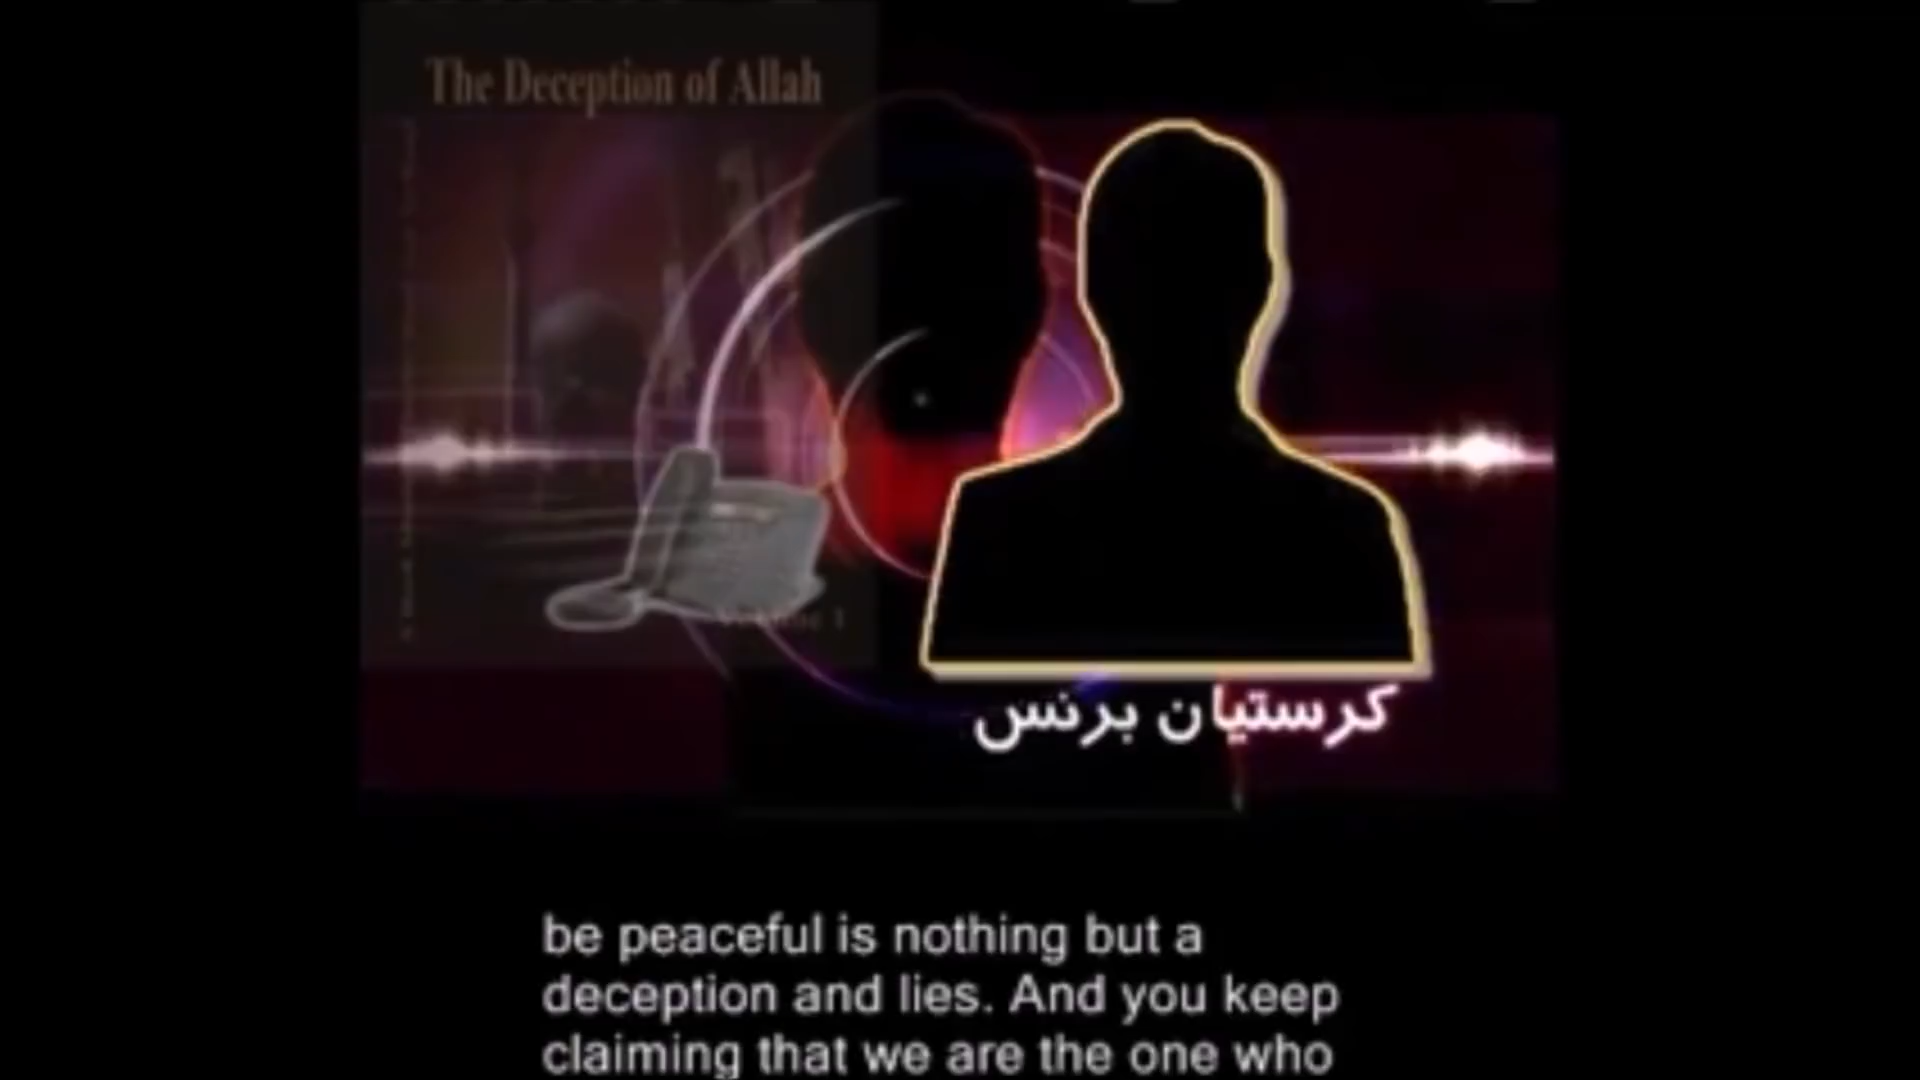 The Deception of Allah
كرستيان برنس
be peaceful is nothing but a
deception and lies. And you keep
claiming that we are the one who